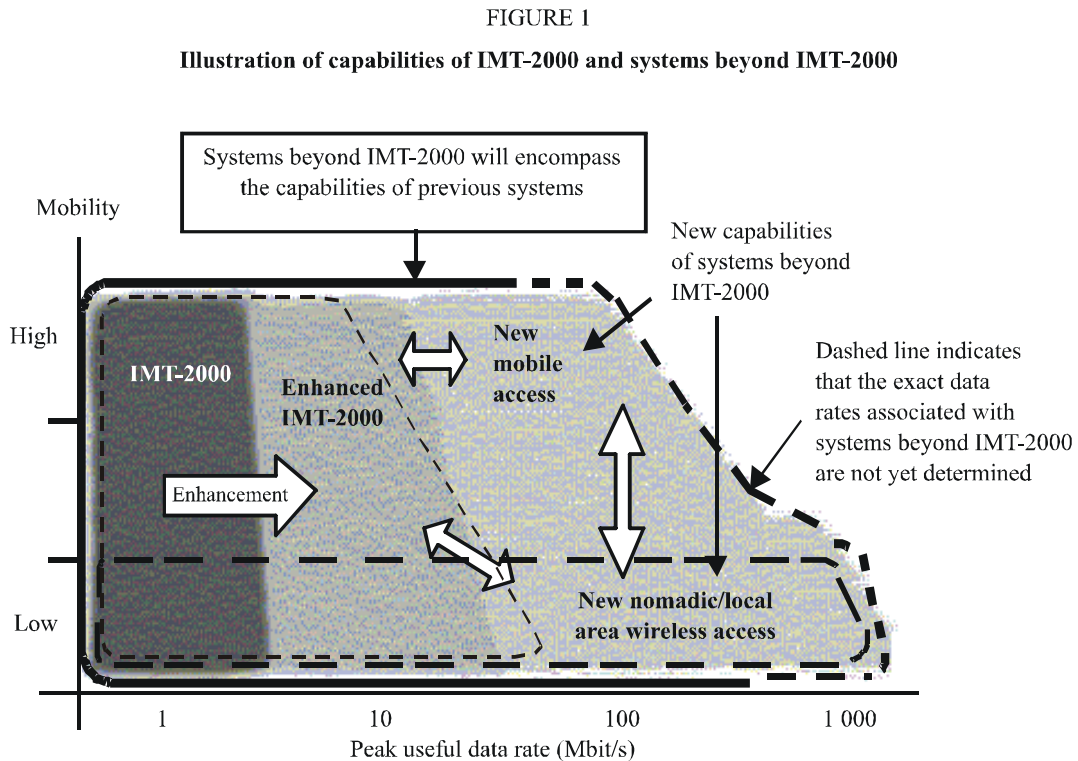 FIGURE 1
Illustration of capabilities of IMT-2000 and systems beyond IMT-2000
Systems beyond IMT-2000 will encompass
the capabilities of previous systems
Mobility
New capabilities
of systems beyond
IMT-2000
High
IMT-2000
Enhanced
IMT-2000
New
mobile
access
Dashed line indicates
that the exact data
rates associated with
systems beyond IMT-2000
are not yet determined
Enhancement
Low
New nomadic/local
area wireless access
1 10 100 1 000
Peak useful data rate (Mbit/s)